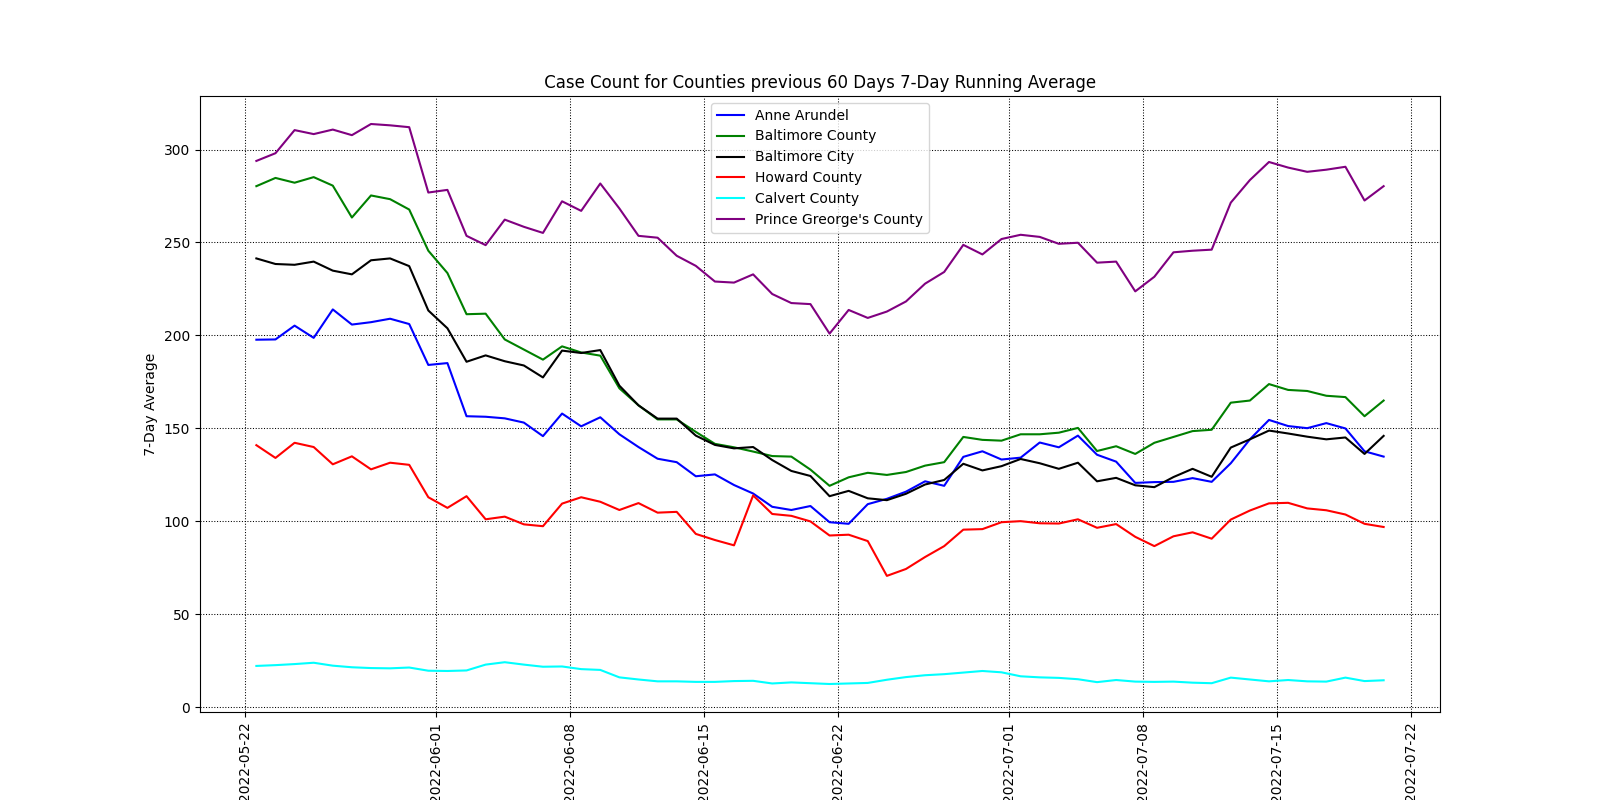 Case Count for Counties previous 60 Days 7-Day Running Average
Anne Arundel
Baltimore County
Baltimore City
Howard County
Calvert County
Prince Greorge's County
7-Day Average
300
250
200
150
100
50
0
2022-05-22
2022-06-01
2022-06-08
2022-06-15
2022-06-22
2022-07-01
2022-07-08
2022-07-15
2022-07-22